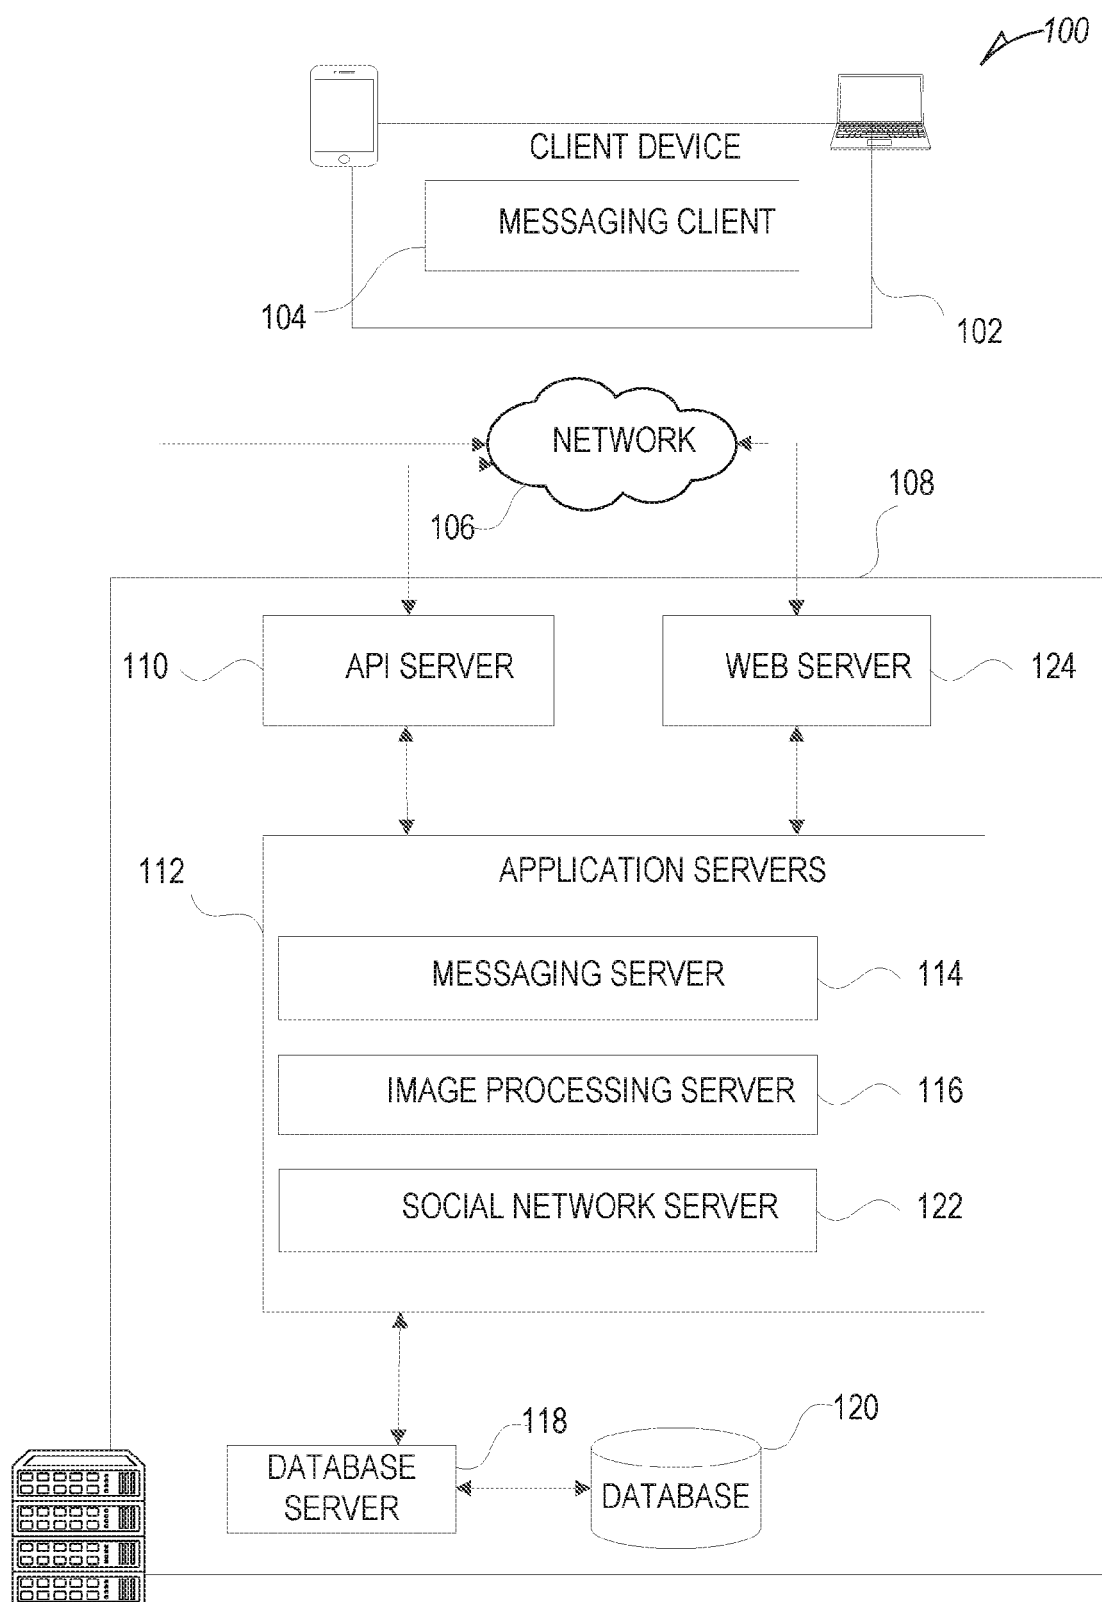 100
CLIENT DEVICE
MESSAGING CLIENT
104
102
NETWORK
106
108
110
API SERVER
WEB SERVER
124
112
APPLICATION SERVERS
MESSAGING SERVER
114
IMAGE PROCESSING SERVER
116
SOCIAL NETWORK SERVER
122
118
120
DATABASE
SERVER
DATABASE